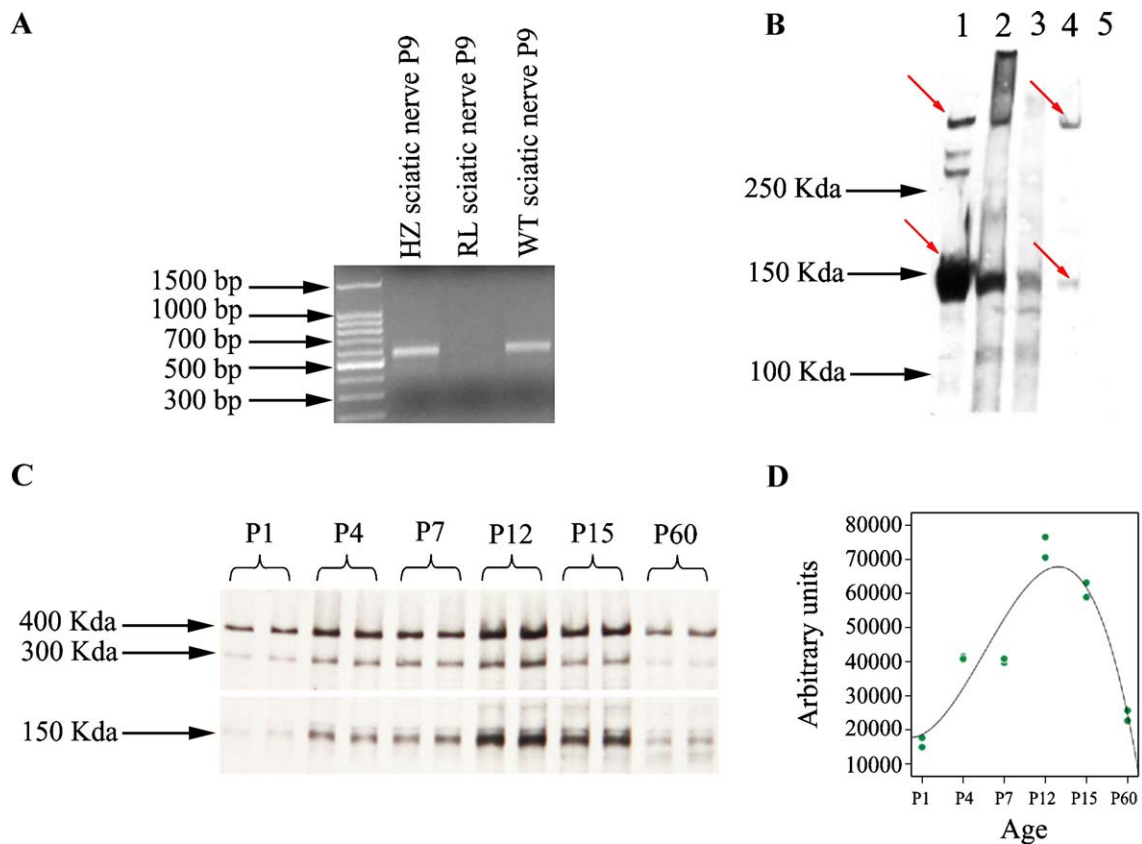 A
HZ sciatic nerve P9
RL sciatic nerve P9
WT sciatic nerve P9
1500 bp
1000 bp
700 bp
500 bp
300 bp
B
1 2 3 4 5
250 Kda
150 Kda
100 Kda
C
P1 P4 P7 P12 P15 P60
400 Kda
300 Kda
150 Kda
D
Arbitrary units
80000
70000
60000
50000
40000
30000
20000
10000
P1 P4 P7 P12 P15 P60
Age